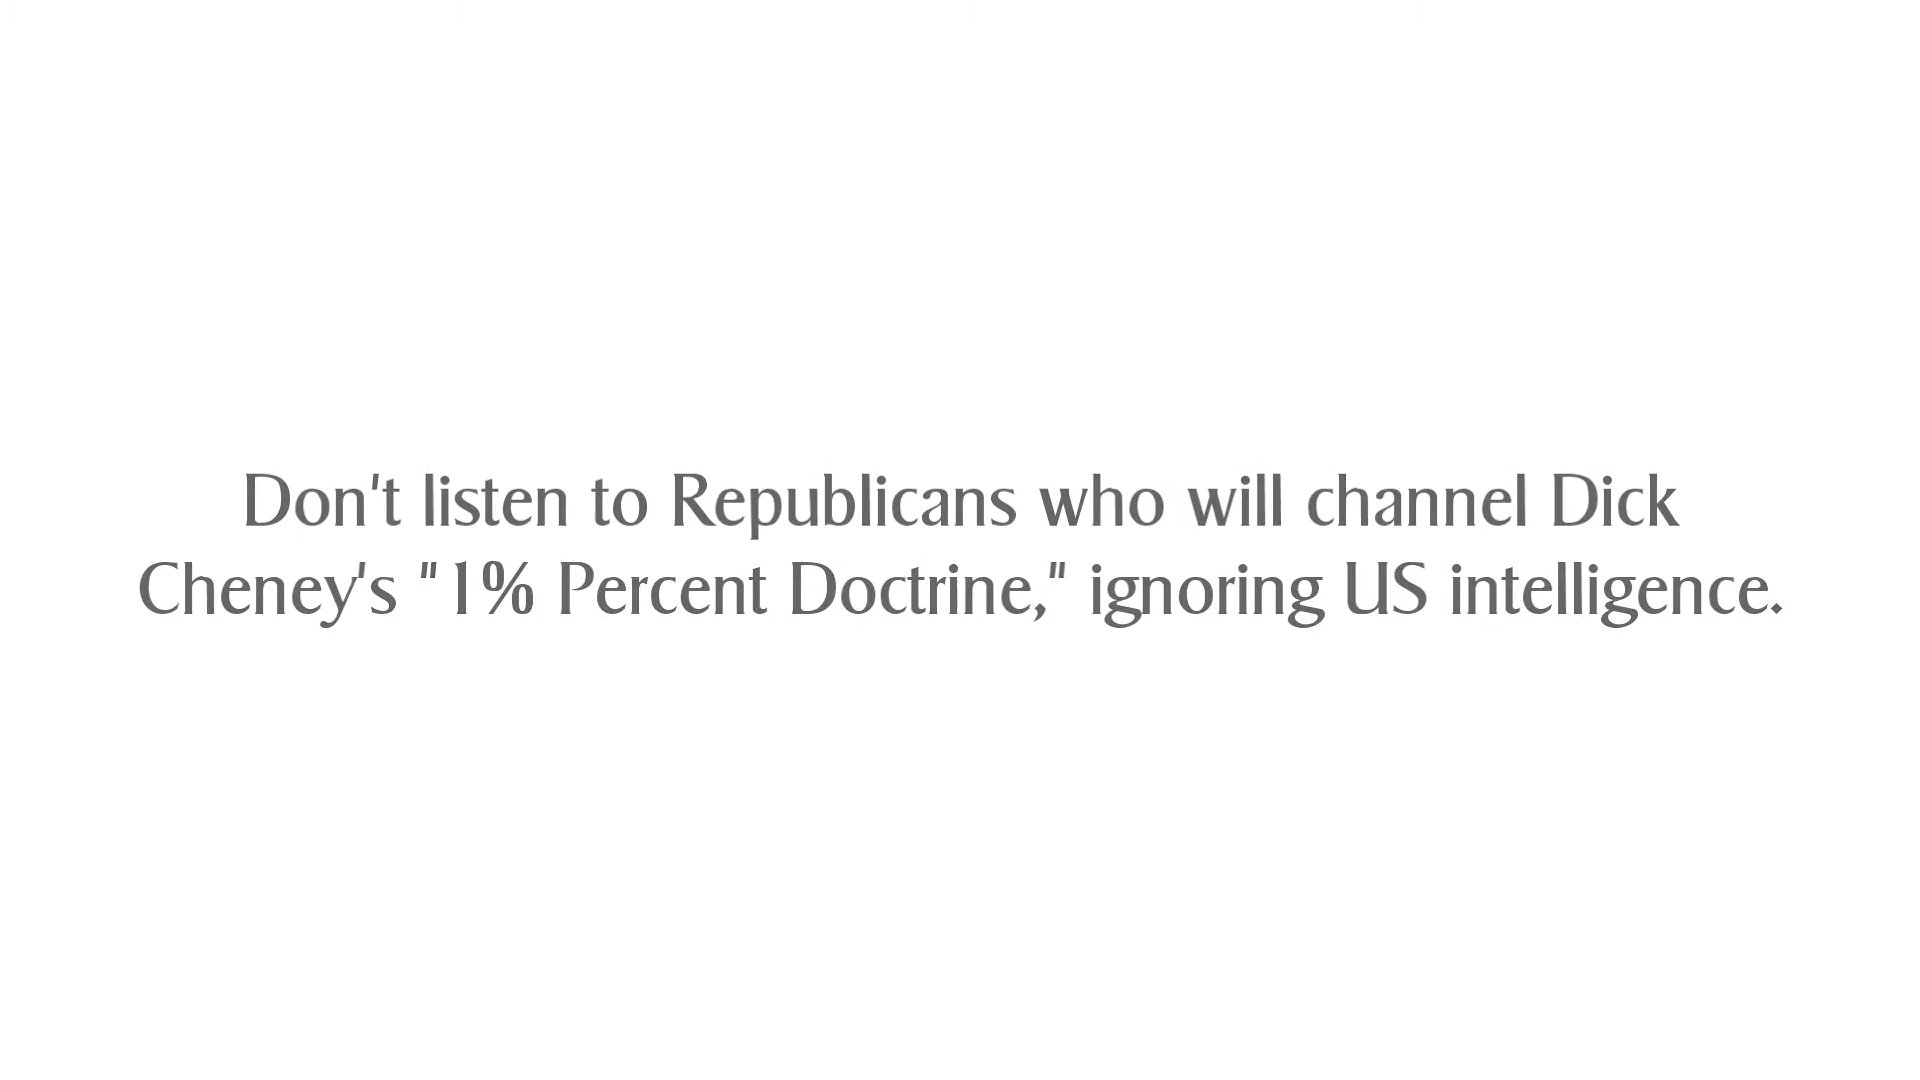 Don't listen to Republicans who will channel Dick
Cheney's "1% Percent Doctrine," ignoring US intelligence.